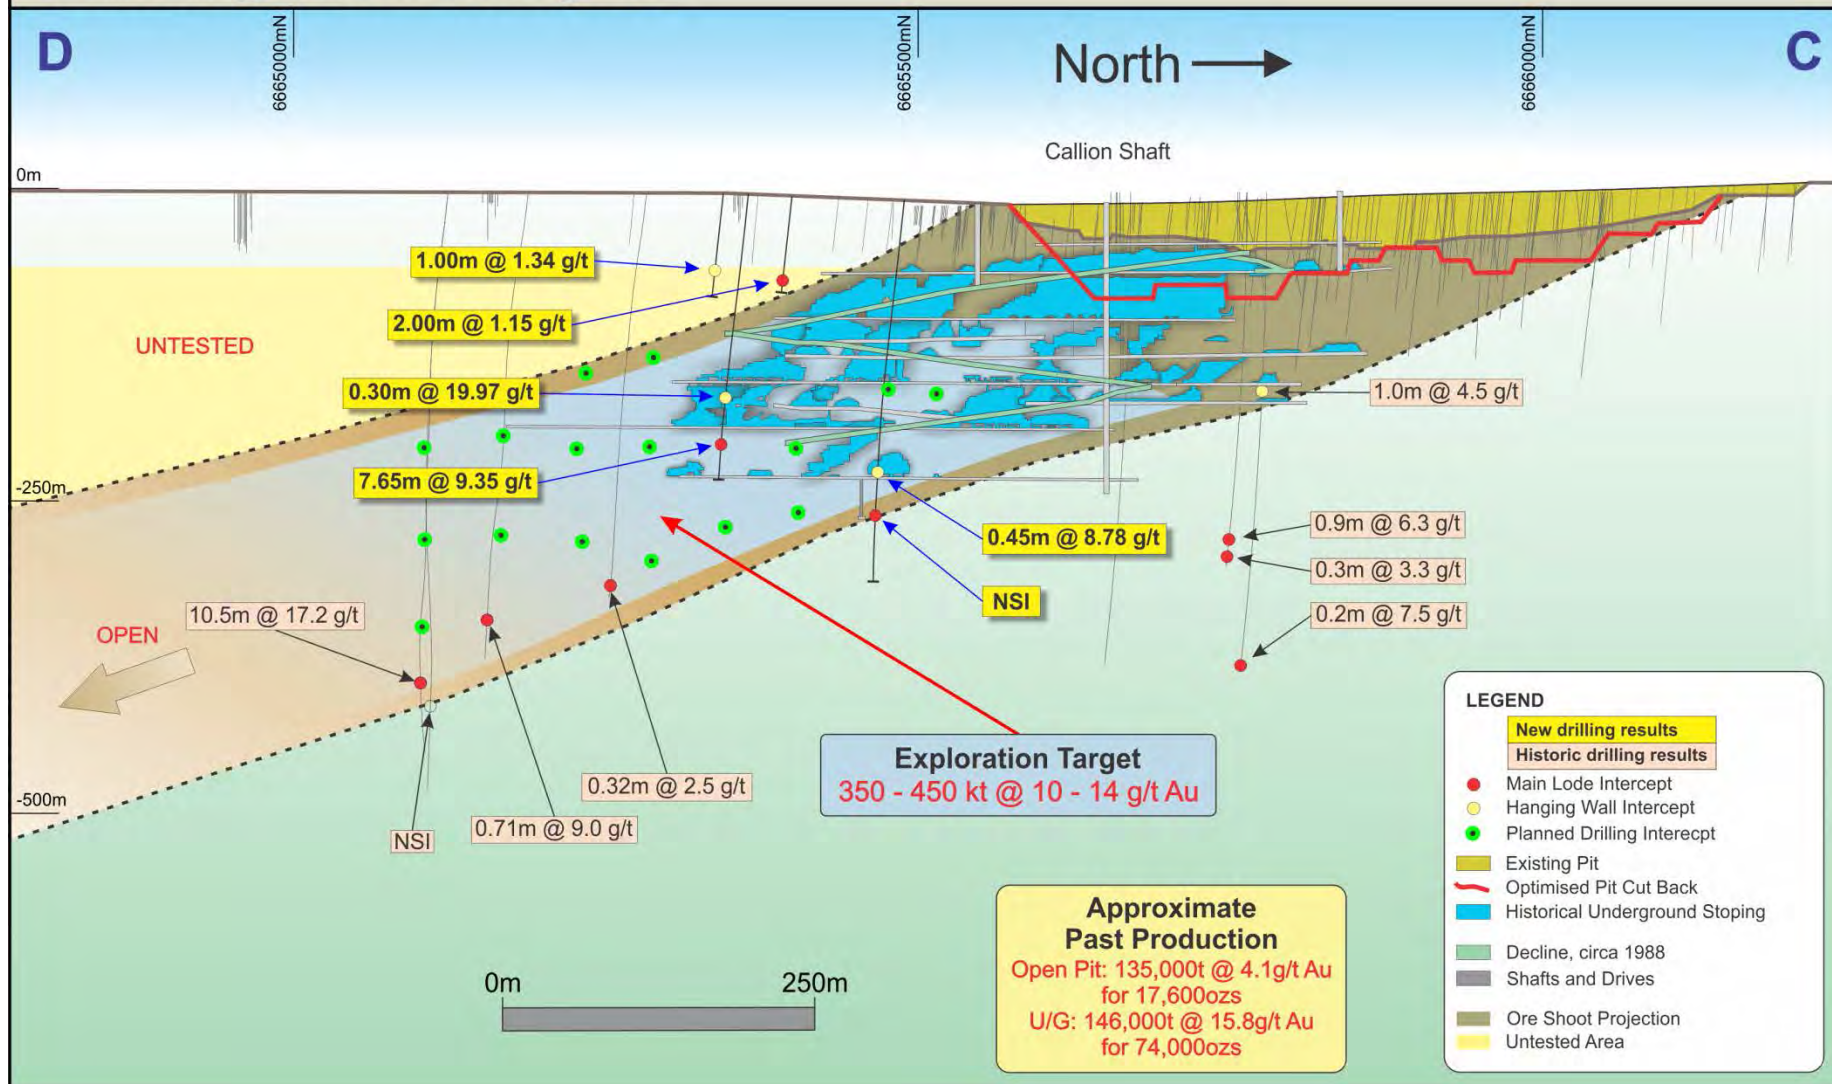 D
6665000mN
6665500mN
North
6666000mN
C
Callion Shaft
0m
1.00m @ 1.34 g/t
2.00m @ 1.15 g/t
UNTESTED
0.30m @ 19.97 g/t
1.0m @ 4.5 g/t
7.65m @ 9.35 g/t
-250m
0.45m @ 8.78 g/t
0.9m @ 6.3 g/t
0.3m @ 3.3 g/t
NSI
10.5m @ 17.2 g/t
0.2m @ 7.5 g/t
OPEN
Exploration Target
350 - 450 kt @ 10 - 14 g/t Au
0.32m @ 2.5 g/t
-500m
0.71m @ 9.0 g/t
NSI
0m
250m
Approximate
Past Production
Open Pit: 135,000t @ 4.1g/t Au
for 17,600ozs
U/G: 146,000t @ 15.8g/t Au
for 74,000ozs
LEGEND
New drilling results
Historic drilling results
Main Lode Intercept
Hanging Wall Intercept
Planned Drilling Interecpt
Existing Pit
Optimised Pit Cut Back
Historical Underground Stoping
Decline, circa 1988
Shafts and Drives
Ore Shoot Projection
Untested Area